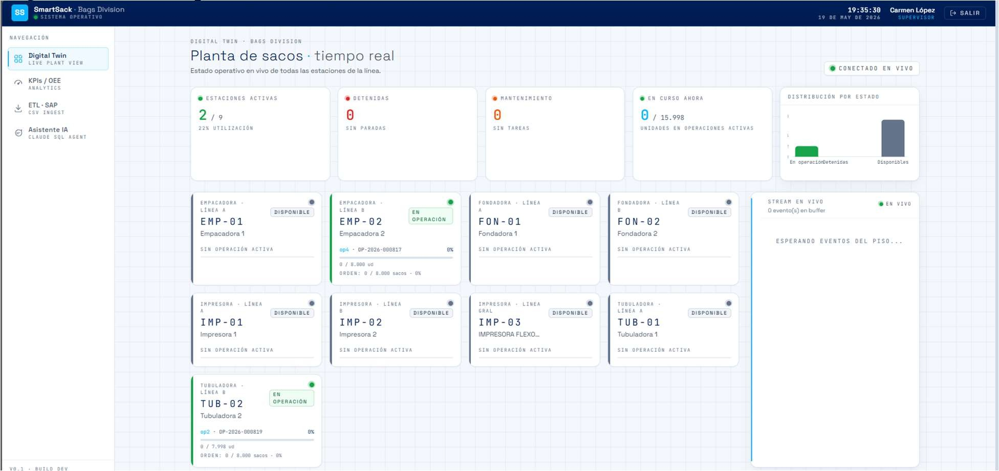 SS
SmartSack · Bags Division
SISTEMA OPERATIVO
19:35:30
19 DE MAY DE 2026
Carmen López
SUPERVISOR
SALIR
NAVEGACIÓN
Digital Twin
LIVE PLANT VIEW
KPIs / OEE
ANALYTICS
ETL · SAP
CSV INGEST
Asistente IA
CLAUDE SQL AGENT
V0.1 · BUILD DEV
DIGITAL TWIN · BAGS DIVISION
Planta de sacos · tiempo real
Estado operativo en vivo de todas las estaciones de la línea.
CONECTADO EN VIVO
ESTACIONES ACTIVAS
2 / 9
22% UTILIZACIÓN
DETENIDAS
0
SIN PARADAS
MANTENIMIENTO
0
SIN TAREAS
EN CURSO AHORA
0 / 15.998
UNIDADES EN OPERACIONES ACTIVAS
DISTRIBUCIÓN POR ESTADO
En operación
Detenidas
Disponibles
EMPACADORA ·
LÍNEA A
DISPONIBLE
EMP-01
Empacadora 1
SIN OPERACIÓN ACTIVA
EMPACADORA ·
LÍNEA B
EN
OPERACIÓN
EMP-02
Empacadora 2
op4 · OP-2026-000817 0%
0 / 8.000 ud
ORDEN: 0 / 8.000 sacos · 0%
FONDADORA · LÍNEA
A
DISPONIBLE
FON-01
Fondadora 1
SIN OPERACIÓN ACTIVA
FONDADORA · LÍNEA
B
DISPONIBLE
FON-02
Fondadora 2
SIN OPERACIÓN ACTIVA
IMPRESORA · LÍNEA
A
DISPONIBLE
IMP-01
Impresora 1
SIN OPERACIÓN ACTIVA
IMPRESORA · LÍNEA
B
DISPONIBLE
IMP-02
Impresora 2
SIN OPERACIÓN ACTIVA
IMPRESORA · LINEA
GRAL
DISPONIBLE
IMP-03
IMPRESORA FLEXO...
SIN OPERACIÓN ACTIVA
TUBULADORA ·
LÍNEA A
DISPONIBLE
TUB-01
Tubuladora 1
SIN OPERACIÓN ACTIVA
TUBULADORA ·
LÍNEA B
EN
OPERACIÓN
TUB-02
Tubuladora 2
op2 · OP-2026-000819 0%
0 / 7.998 ud
ORDEN: 0 / 8.000 sacos · 0%
STREAM EN VIVO
0 evento(s) en buffer
EN VIVO
ESPERANDO EVENTOS DEL PISO...